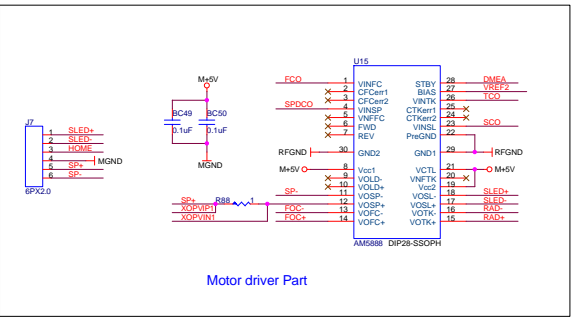 U15
FCO 1 VINFC STBY 28 DMEA
2 CFCerr1 BIAS 27 VREF2
3 CFCerr2 VINTK 26 TCO
SPDCO 4 VINSP CTKerr1 25
5 VNFFC CTKerr2 24
6 FWD VINSL 23 SCO
7 REV PreGND 22
RFGND 30 GND2 GND1 29 RFGND
M+5V 8 Vcc1 VCTL 21 M+5V
9 VOLD- VNFTK 20
10 VOLD+ Vcc2 19
SP- 11 VOSP- VOSL- 18 SLED+
12 VOSP+ VOSL+ 17 SLED-
FOC- 13 VOFC- VOTK- 16 RAD-
FOC+ 14 VOFC+ VOTK+ 15 RAD+
AM5888 DIP28-SSOPH
M+5V
BC49 BC50
0.1uF 0.1uF
MGND
J7
1 SLED+
2 SLED-
3 HOME
4 MGND
5 SP+
6 SP-
6PX2.0
SP+ R88 1
XOPVIP1
XOPVIN1
Motor driver Part